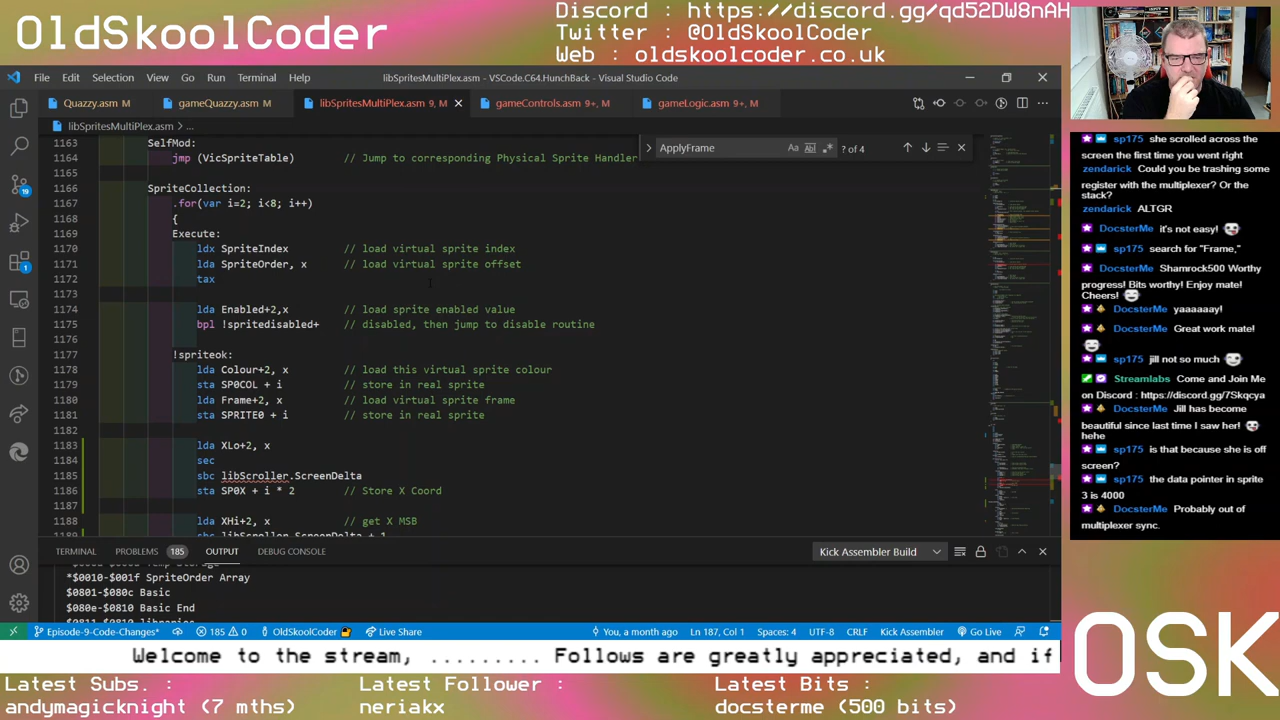 OldSkoolCoder
Discord : https://discord.gg/qd52DW8nAH
Twitter : @OldSkoolCoder
Web : oldskoolcoder.co.uk
File Edit Selection View Go Run Terminal Help
libSpritesMultiPlex.asm - VSCode.C64.HunchBack - Visual Studio Code
Quazzy.asm M
gameQuazzy.asm M
libSpritesMultiPlex.asm 9, M
gameControls.asm 9+, M
gameLogic.asm 9+, M
libSpritesMultiPlex.asm > ...
ApplyFrame
? of 4
1163 SelfMod:
1164 jmp (VicSpriteTable) // Jump to corresponding Physical Sprite Handler
1165
1166 SpriteCollection:
1167 .for(var i=2; i<8; i++)
1168 {
1169 Execute:
1170 ldx SpriteIndex // load virtual sprite index
1171 lda SpriteOrder, x // load virtual sprite offset
1172 tax
1173
1174 lda Enabled+2, x // load sprite enabled value
1175 bpl !spritedisabled+ // disabled, then jump to disable routine
1176
1177 !spriteok:
1178 lda Colour+2, x // load this virtual sprite colour
1179 sta SP0COL + i // store in real sprite
1180 lda Frame+2, x // load virtual sprite frame
1181 sta SPRITE0 + i // store in real sprite
1182
1183 lda XLo+2, x
1184 sec
1185 sbc libScroller.ScreenDelta
1186 sta SP0X + i * 2 // Store X Coord
1187
1188 lda XHi+2, x // get X MSB
1189 sbc libScroller.ScreenDelta + 1
TERMINAL PROBLEMS 185 OUTPUT DEBUG CONSOLE
Kick Assembler Build
*$0010-$001f SpriteOrder Array
$0801-$080c Basic
$080e-$0810 Basic End
$0811-$0810 libraries
Episode-9-Code-Changes* 185 0 OldSkoolCoder Live Share
You, a month ago Ln 187, Col 1 Spaces: 4 UTF-8 CRLF Kick Assembler Go Live
sp175 she scrolled across the
screen the first time you went right
zendarick Could you be trashing some
register with the multiplexer? Or the
stack?
zendarick ALTGR
DocsterMe it's not easy!
sp175 search for "Frame,"
DocsterMe Shamrock500 Worthy
progress! Bits worthy! Enjoy mate!
Cheers!
DocsterMe yaaaaaay!
DocsterMe Great work mate!
sp175 jill not so much
Streamlabs Come and Join Me
on Discord : https://discord.gg/7Skqcya
DocsterMe Jill has become
beautiful since last time I saw her!
hehe
sp175 is that because she is off
screen?
sp175 the data pointer in sprite
3 is 4000
DocsterMe Probably out of
multiplexer sync.
OSK
Welcome to the stream, ......... Follows are greatly appreciated, and if
Latest Subs. :
andymagicknight (7 mths)
Latest Follower :
neriakx
Latest Bits :
docsterme (500 bits)